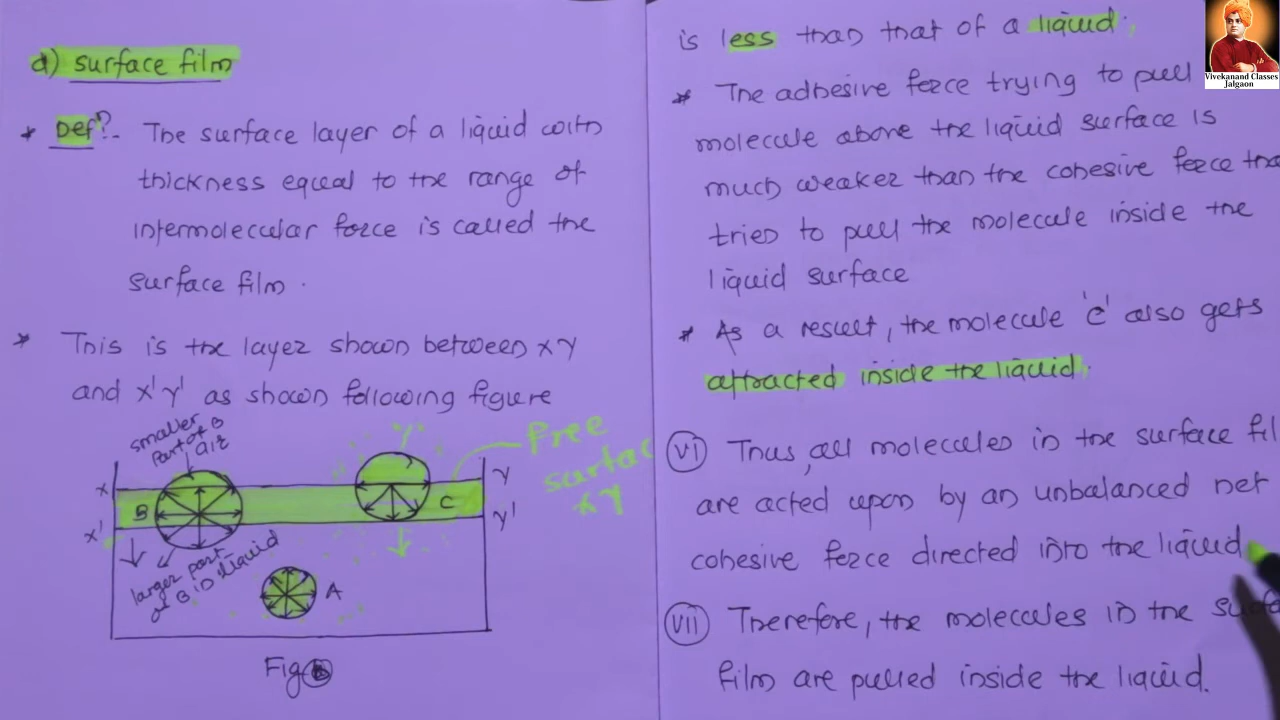 d) surface film
* Defn:- The surface layer of a liquid with
thickness equal to the range of
intermolecular force is called the
surface film.
* This is the layer shown between XY
and X'Y' as shown following figure
smaller
part of B
air
free
surface
XY
X
Y
B
C
X'
Y'
larger part
of B in liquid
A
Fig b
is less than that of a liquid.
* The adhesive force trying to pull
molecule above the liquid surface is
much weaker than the cohesive force tha
tries to pull the molecule inside the
liquid surface
* As a result, the molecule 'c' also gets
attracted inside the liquid.
vi Thus, all molecules in the surface fil
are acted upon by an unbalanced net
cohesive force directed into the liquid
vii Therefore, the molecules in the surfa
film are pulled inside the liquid.
Vivekanand Classes
Jalgaon